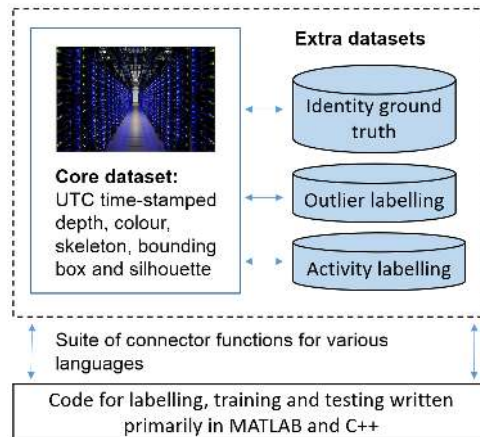 Extra datasets
Identity ground
truth
Core dataset:
UTC time-stamped
depth, colour,
skeleton, bounding
box and silhouette
Outlier labelling
Activity labelling
Suite of connector functions for various
languages
Code for labelling, training and testing written
primarily in MATLAB and C++